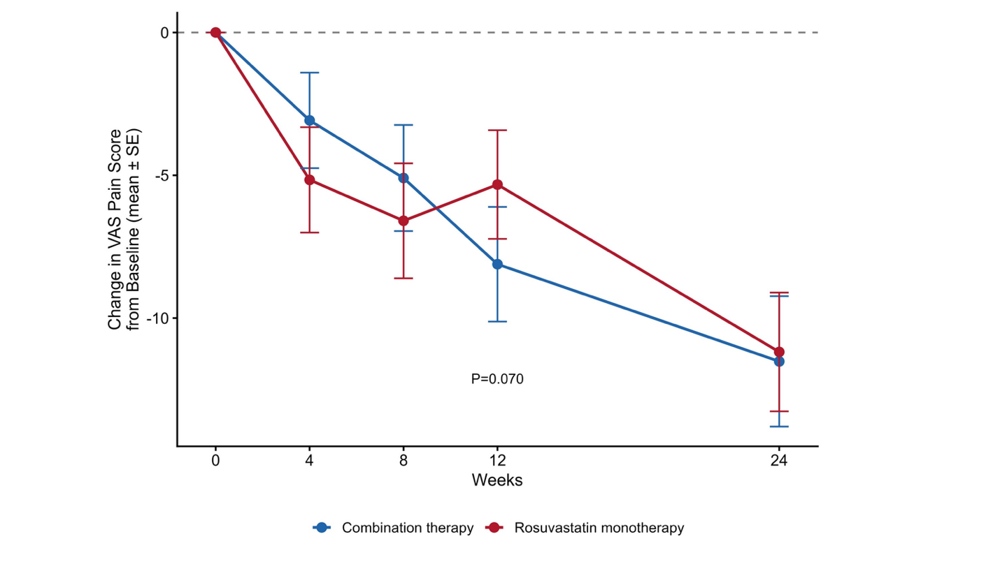 Change in VAS Pain Score
from Baseline (mean ± SE)
0
-5
-10
P=0.070
0 4 8 12 24
Weeks
Combination therapy Rosuvastatin monotherapy